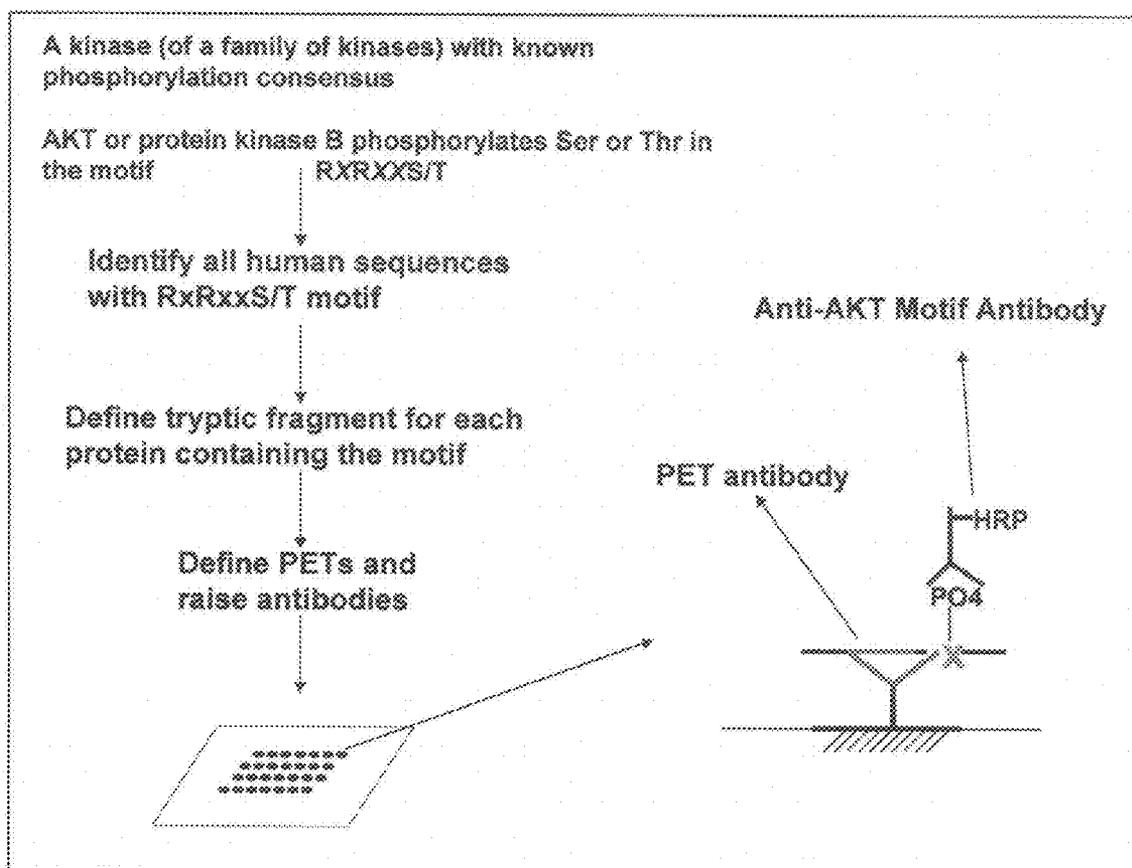 A kinase (of a family of kinases) with known
phosphorylation consensus
AKT or protein kinase B phosphorylates Ser or Thr in
the motif RXRXXS/T
Identify all human sequences
with RxRxxS/T motif
Define tryptic fragment for each
protein containing the motif
Define PETs and
raise antibodies
Anti-AKT Motif Antibody
PET antibody
HRP
PO4
X